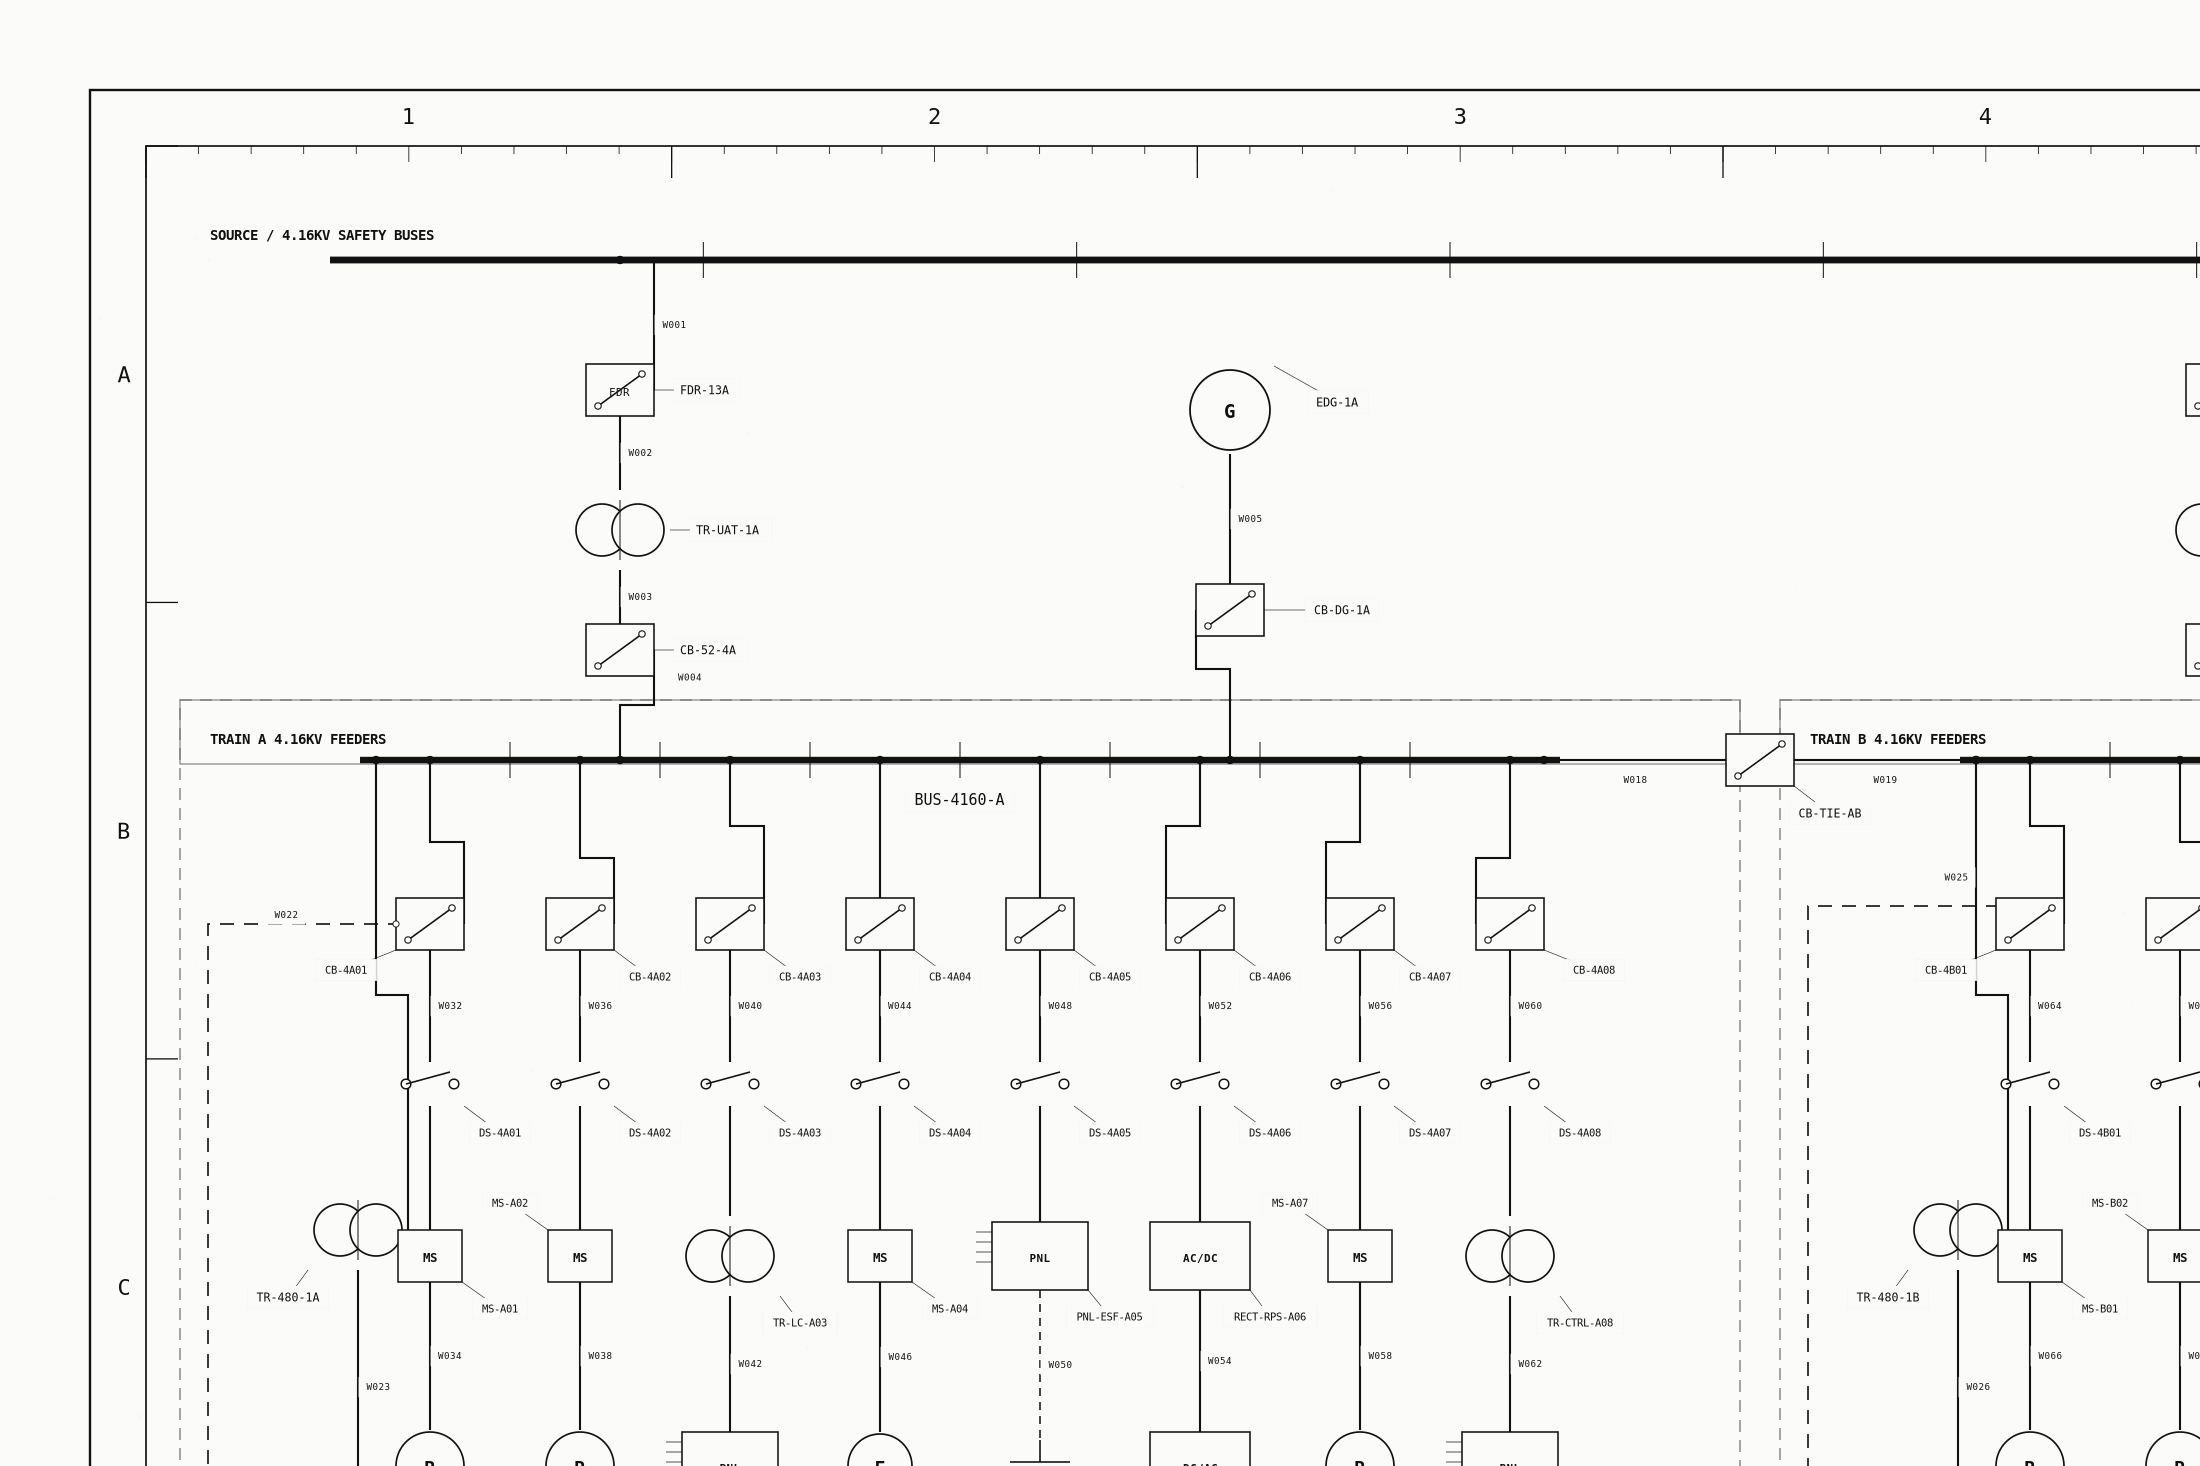 1 2 3 4
SOURCE / 4.16KV SAFETY BUSES
W001
A
FDR FDR-13A
G EDG-1A
W002
W005
TR-UAT-1A
W003
CB-DG-1A
CB-52-4A
W004
TRAIN A 4.16KV FEEDERS
TRAIN B 4.16KV FEEDERS
W018 W019
BUS-4160-A
CB-TIE-AB
B
W025
W022
CB-4A01 CB-4A02 CB-4A03 CB-4A04 CB-4A05 CB-4A06 CB-4A07 CB-4A08 CB-4B01
W032 W036 W040 W044 W048 W052 W056 W060 W064
DS-4A01 DS-4A02 DS-4A03 DS-4A04 DS-4A05 DS-4A06 DS-4A07 DS-4A08 DS-4B01
MS-A02 MS-A07 MS-B02
MS MS MS PNL AC/DC MS MS MS
C
TR-480-1A TR-480-1B
MS-A01 MS-A04 PNL-ESF-A05 RECT-RPS-A06 MS-B01
TR-LC-A03 TR-CTRL-A08
W034 W038 W042 W046 W050 W054 W058 W062 W066
W023 W026